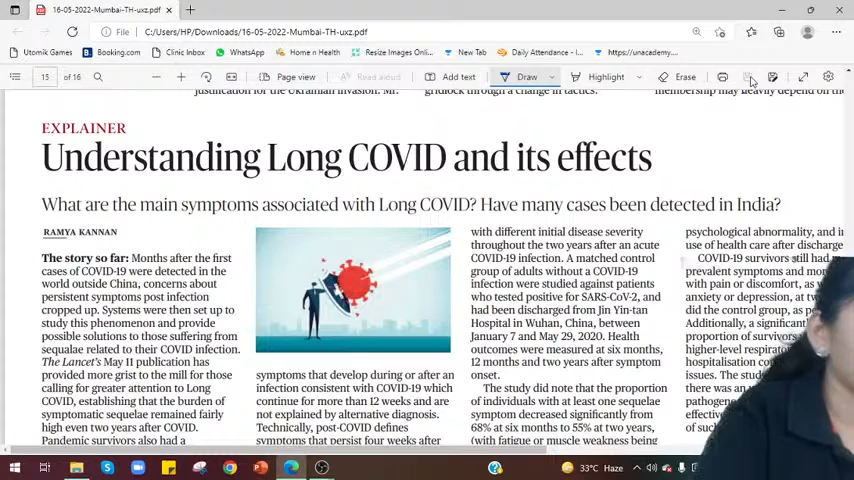 16-05-2022-Mumbai-TH-uxz.pdf
File
C:/Users/HP/Downloads/16-05-2022-Mumbai-TH-uxz.pdf
Utomik Games
Booking.com
Clinic Inbox
WhatsApp
Home n Health
Resize Images Onl...
New Tab
Daily Attendance - I...
https://unacademy...
15 of 16
Page view
Read aloud
Add text
Draw
Highlight
Erase
justification for the Ukrainian invasion. Mr.
gridlock through a change in tactics.
membership may heavily depend on the
EXPLAINER
Understanding Long COVID and its effects
What are the main symptoms associated with Long COVID? Have many cases been detected in India?
RAMYA KANNAN
The story so far: Months after the first
cases of COVID-19 were detected in the
world outside China, concerns about
persistent symptoms post infection
cropped up. Systems were then set up to
study this phenomenon and provide
possible solutions to those suffering from
sequalae related to their COVID infection.
The Lancet's May 11 publication has
provided more grist to the mill for those
calling for greater attention to Long
COVID, establishing that the burden of
symptomatic sequelae remained fairly
high even two years after COVID.
Pandemic survivors also had a
symptoms that develop during or after an
infection consistent with COVID-19 which
continue for more than 12 weeks and are
not explained by alternative diagnosis.
Technically, post-COVID defines
symptoms that persist four weeks after
with different initial disease severity
throughout the two years after an acute
COVID-19 infection. A matched control
group of adults without a COVID-19
infection were studied against patients
who tested positive for SARS-CoV-2, and
had been discharged from Jin Yin-tan
Hospital in Wuhan, China, between
January 7 and May 29, 2020. Health
outcomes were measured at six months,
12 months and two years after symptom
onset.
The study did note that the proportion
of individuals with at least one sequelae
symptom decreased significantly from
68% at six months to 55% at two years,
(with fatigue or muscle weakness being
psychological abnormality, and
use of health care after discharge
COVID-19 survivors still had
prevalent symptoms and
with pain or discomfort, as
anxiety or depression, at
did the control group, as
Additionally, a significant
proportion of survivors
higher-level
hospitalisation
issues. The
there was an
pathogen
effective
of such
33°C Haze